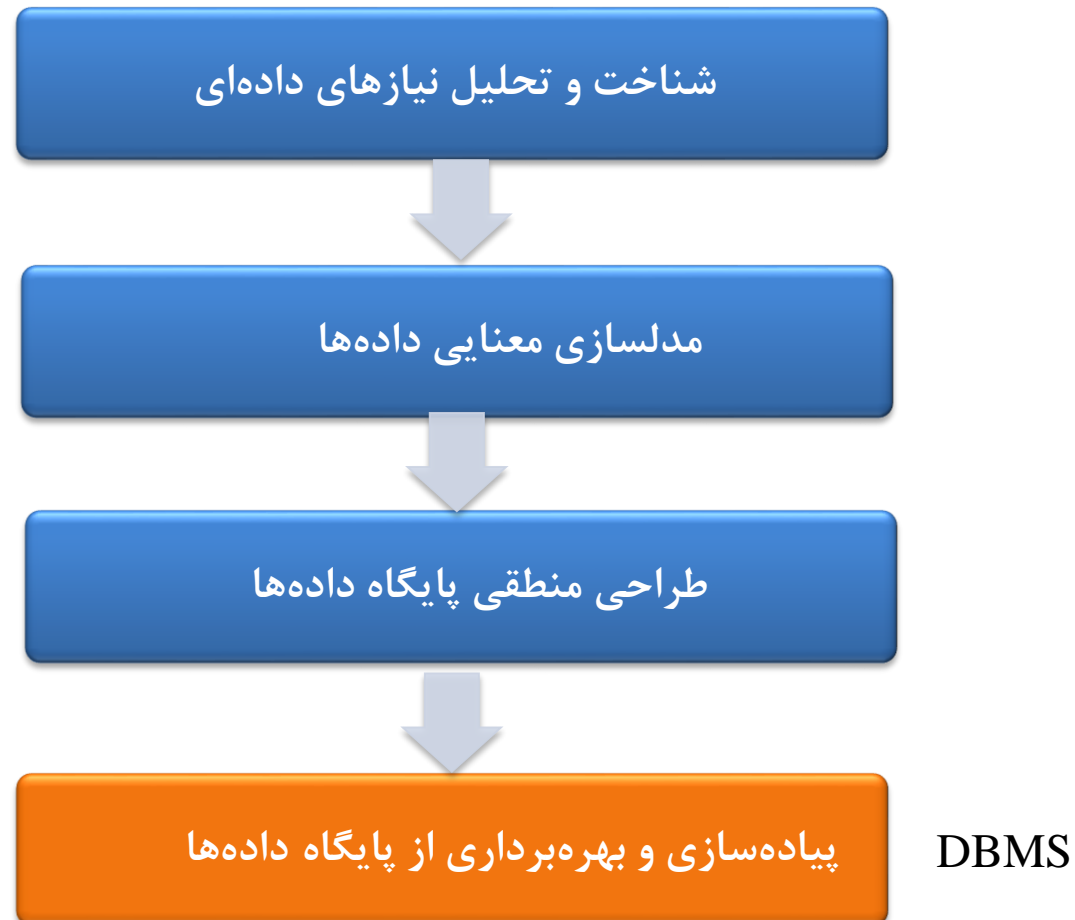 شناخت و تحلیل نیازهای داده‌ای
مدلسازی معنایی داده‌ها
طراحی منطقی پایگاه داده‌ها
پیاده‌سازی و بهره‌برداری از پایگاه داده‌ها
DBMS